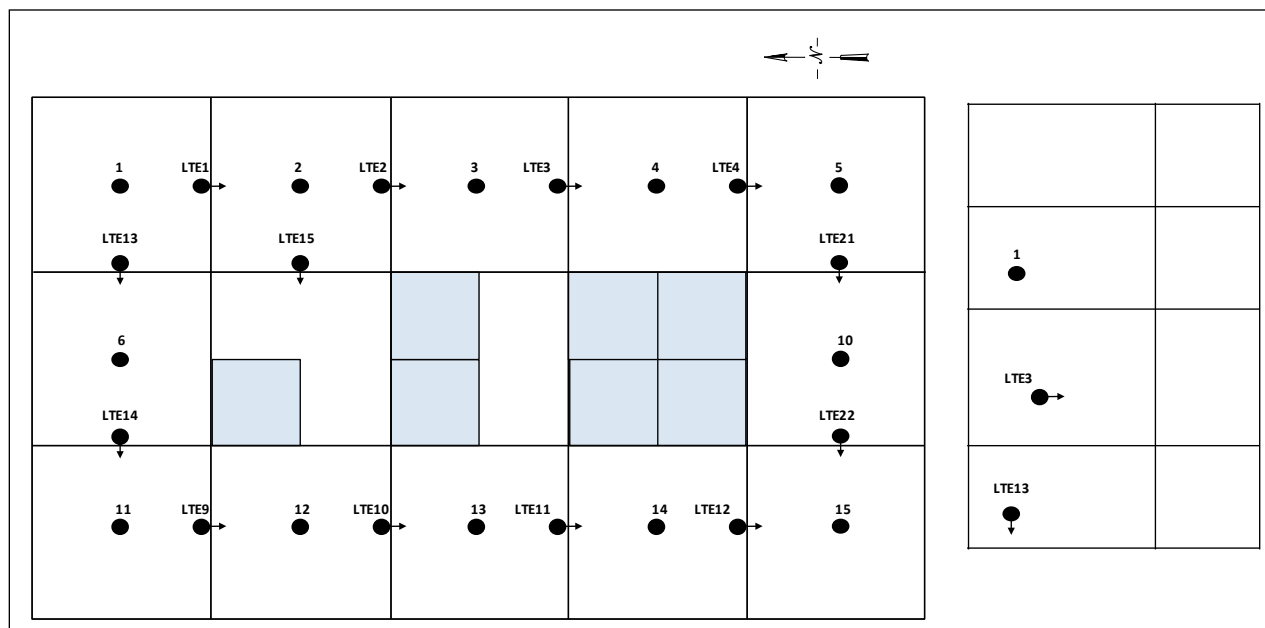 1 LTE1 2 LTE2 3 LTE3 4 LTE4 5
LTE13 LTE15 LTE21
6 10
LTE14 LTE22
11 LTE9 12 LTE10 13 LTE11 14 LTE12 15
N
1
LTE3
LTE13